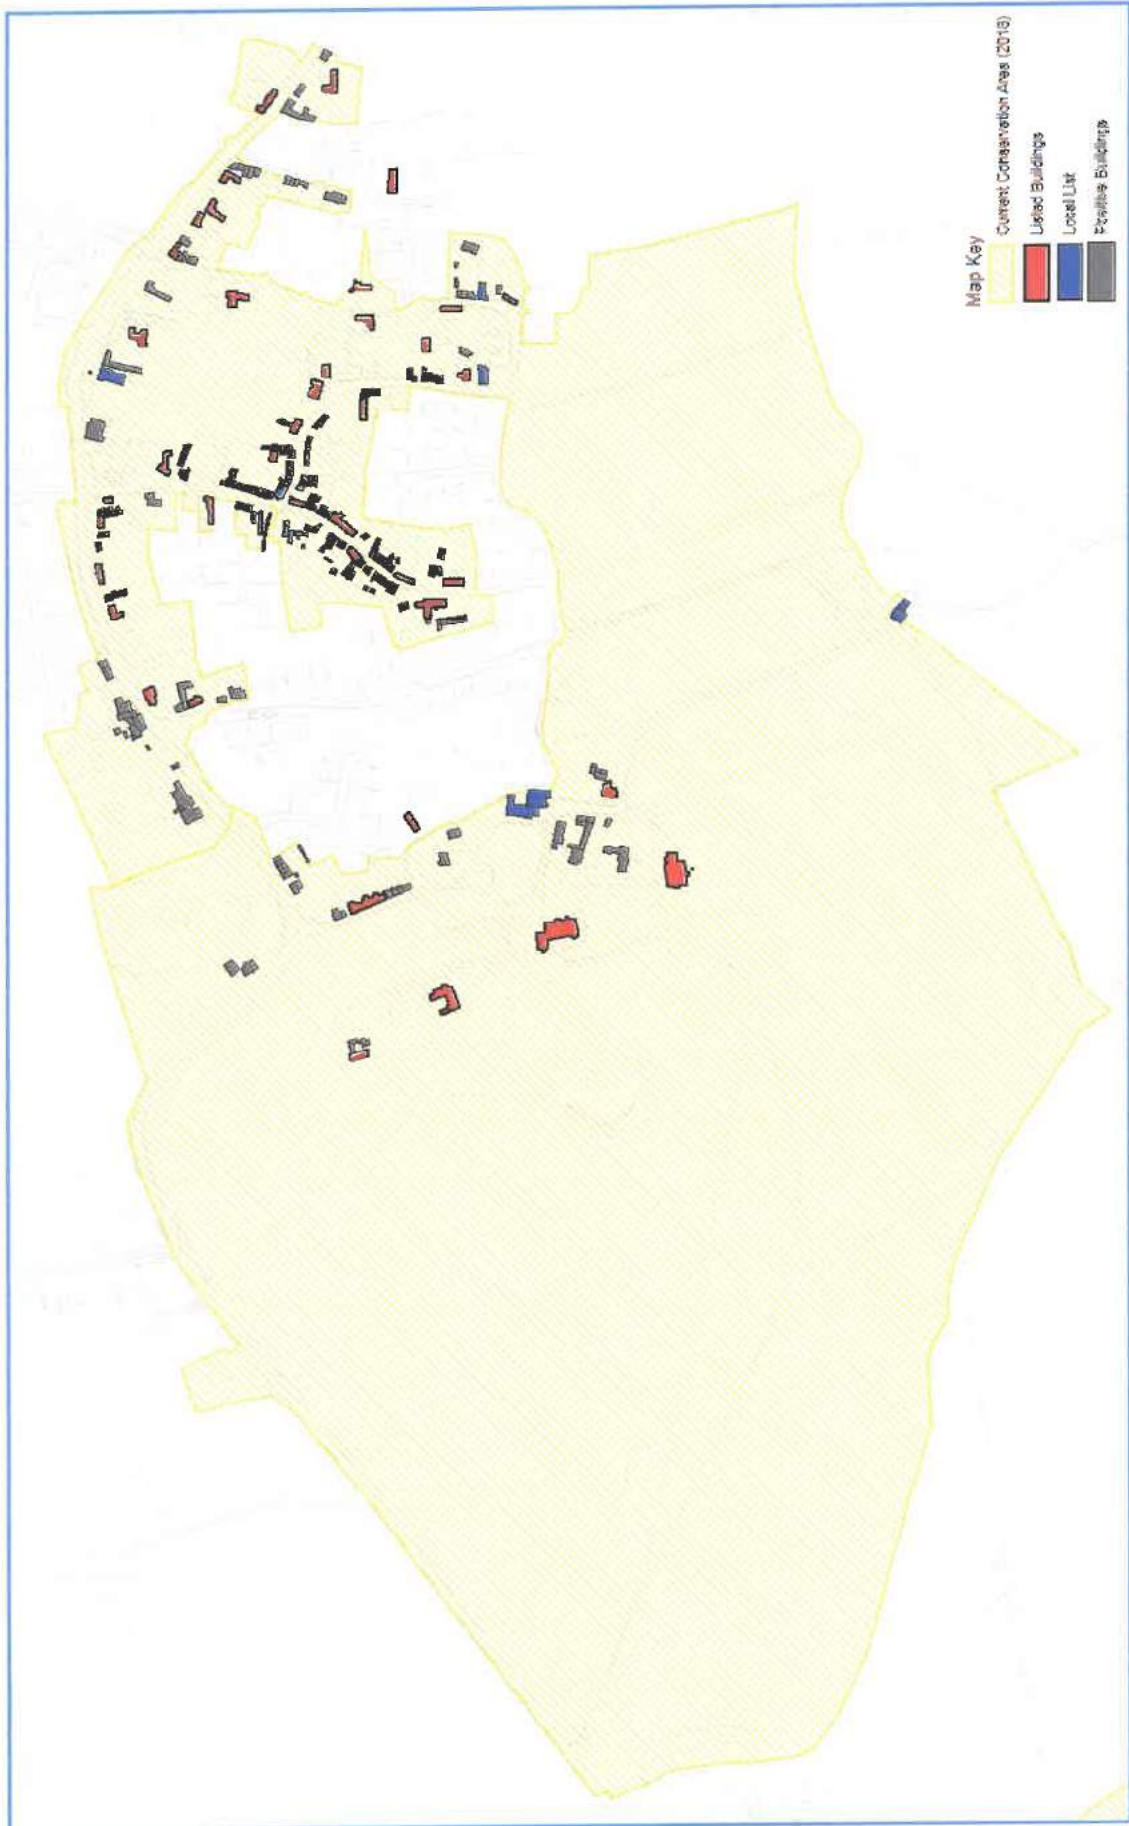 Map Key
Current Conservation Area (2018)
Listed Buildings
Local List
Positive Buildings